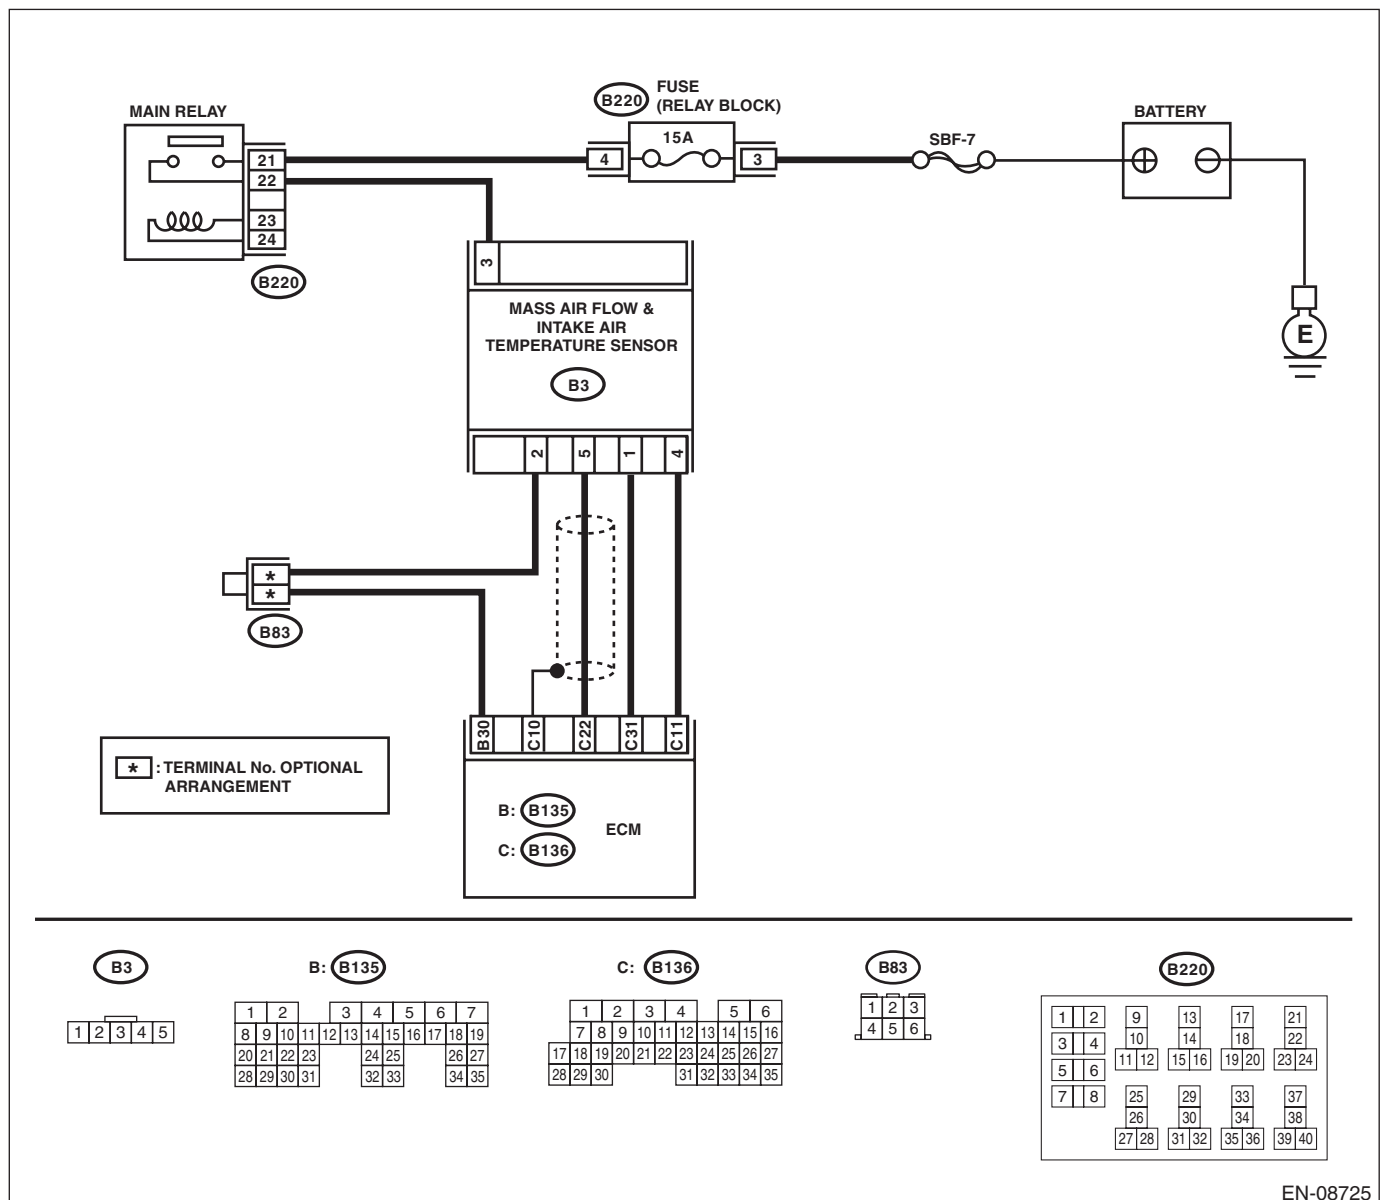 B220
FUSE
(RELAY BLOCK)
MAIN RELAY
15A
SBF-7
BATTERY
21
22
23
24
4
3
B220
3
MASS AIR FLOW &
INTAKE AIR
TEMPERATURE SENSOR
B3
E
2 5 1 4
*
*
B83
B30 C10 C22 C31 C11
* : TERMINAL No. OPTIONAL
ARRANGEMENT
B: B135
ECM
C: B136
B3
1 2 3 4 5
B: B135
1 2 3 4 5 6 7
8 9 10 11 12 13 14 15 16 17 18 19
20 21 22 23 24 25 26 27
28 29 30 31 32 33 34 35
C: B136
1 2 3 4 5 6
7 8 9 10 11 12 13 14 15 16
17 18 19 20 21 22 23 24 25 26 27
28 29 30 31 32 33 34 35
B83
1 2 3
4 5 6
B220
1 2
3 4
5 6
7 8
9
10
11 12
13
14
15 16
17
18
19 20
21
22
23 24
25
26
27 28
29
30
31 32
33
34
35 36
37
38
39 40
EN-08725